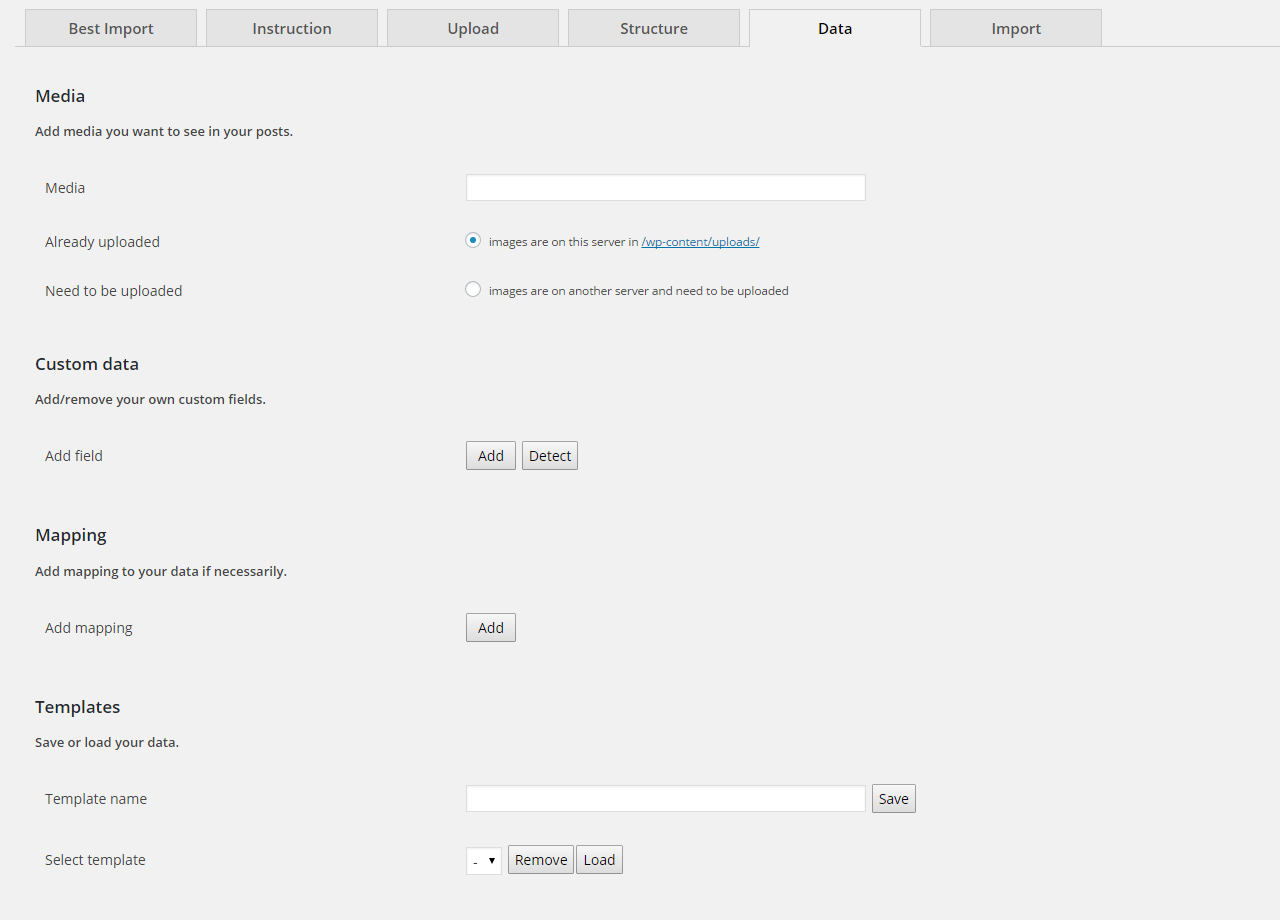 Best Import Instruction Upload Structure Data Import
Media
Add media you want to see in your posts.
Media
Already uploaded images are on this server in /wp-content/uploads/
Need to be uploaded images are on another server and need to be uploaded
Custom data
Add/remove your own custom fields.
Add field Add Detect
Mapping
Add mapping to your data if necessarily.
Add mapping Add
Templates
Save or load your data.
Template name Save
Select template - Remove Load